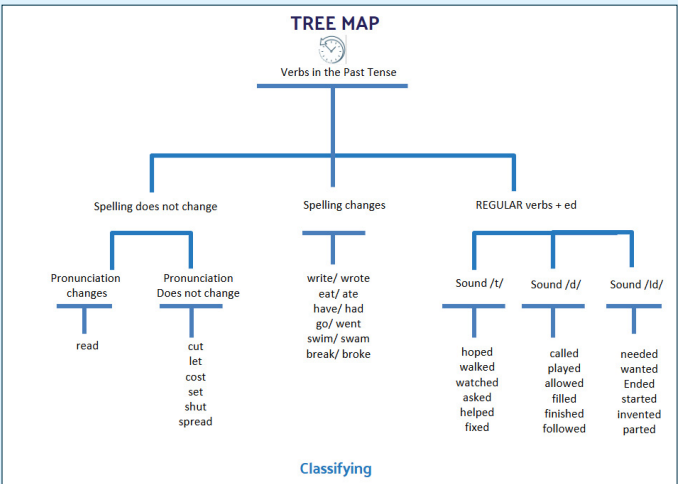 TREE MAP
Verbs in the Past Tense
Spelling does not change
Spelling changes
REGULAR verbs + ed
Pronunciation
changes
read
Pronunciation
Does not change
cut
let
cost
set
shut
spread
write/ wrote
eat/ ate
have/ had
go/ went
swim/ swam
break/ broke
Sound /t/
hoped
walked
watched
asked
helped
fixed
Sound /d/
called
played
allowed
filled
finished
followed
Sound /Id/
needed
wanted
Ended
started
invented
parted
Classifying